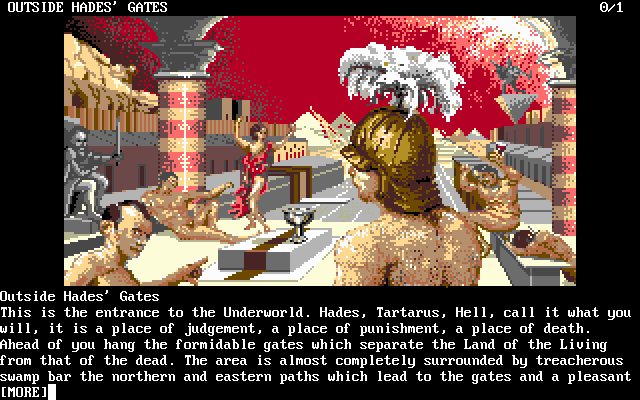 OUTSIDE HADES' GATES 0/1
Outside Hades' Gates
This is the entrance to the Underworld. Hades, Tartarus, Hell, call it what you
will, it is a place of judgement, a place of punishment, a place of death.
Ahead of you hang the formidable gates which separate the Land of the Living
from that of the dead. The area is almost completely surrounded by treacherous
swamp bar the northern and eastern paths which lead to the gates and a pleasant
[MORE]